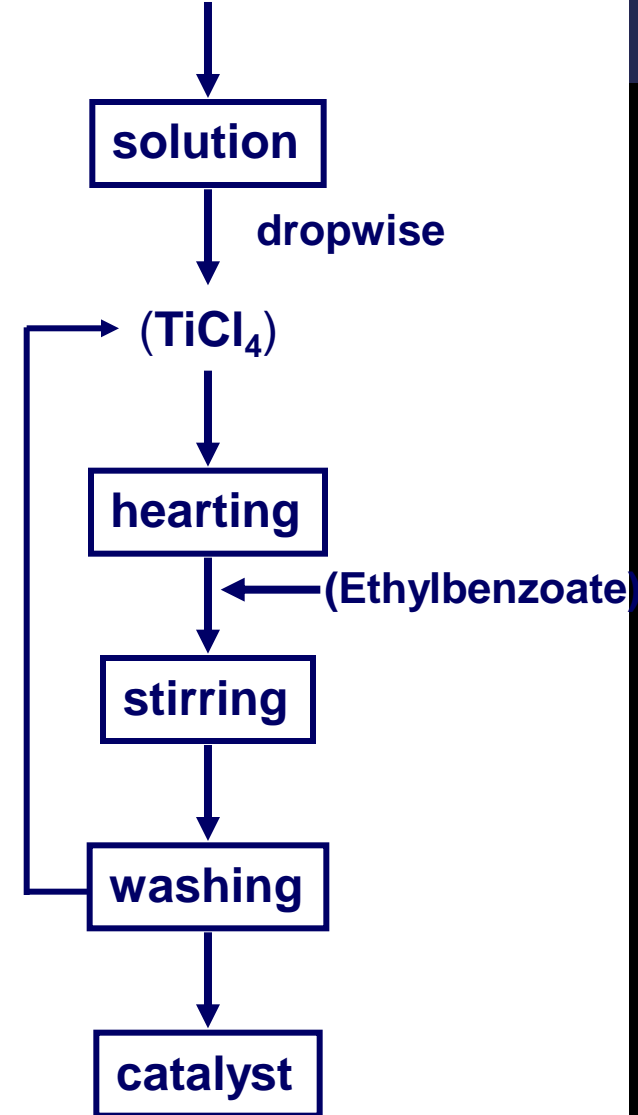 solution
dropwise
(TiCl₄)
hearting
(Ethylbenzoate)
stirring
washing
catalyst